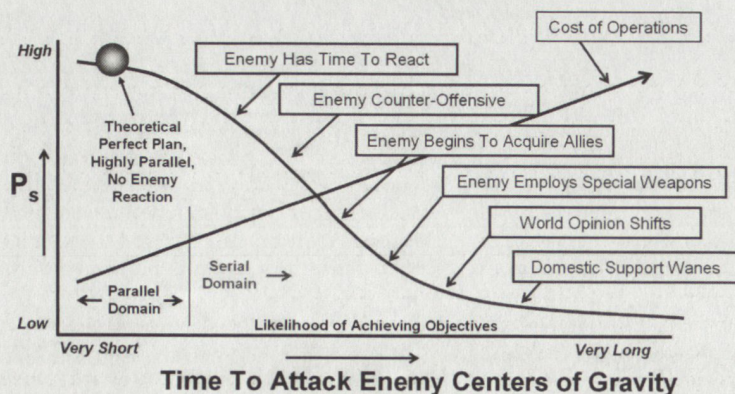 Cost of Operations
High
Enemy Has Time To React
Enemy Counter-Offensive
Theoretical
Perfect Plan,
Highly Parallel,
No Enemy
Reaction
Enemy Begins To Acquire Allies
Ps
Enemy Employs Special Weapons
World Opinion Shifts
Serial
Domain
Domestic Support Wanes
Parallel
Domain
Low
Likelihood of Achieving Objectives
Very Short
Very Long
Time To Attack Enemy Centers of Gravity